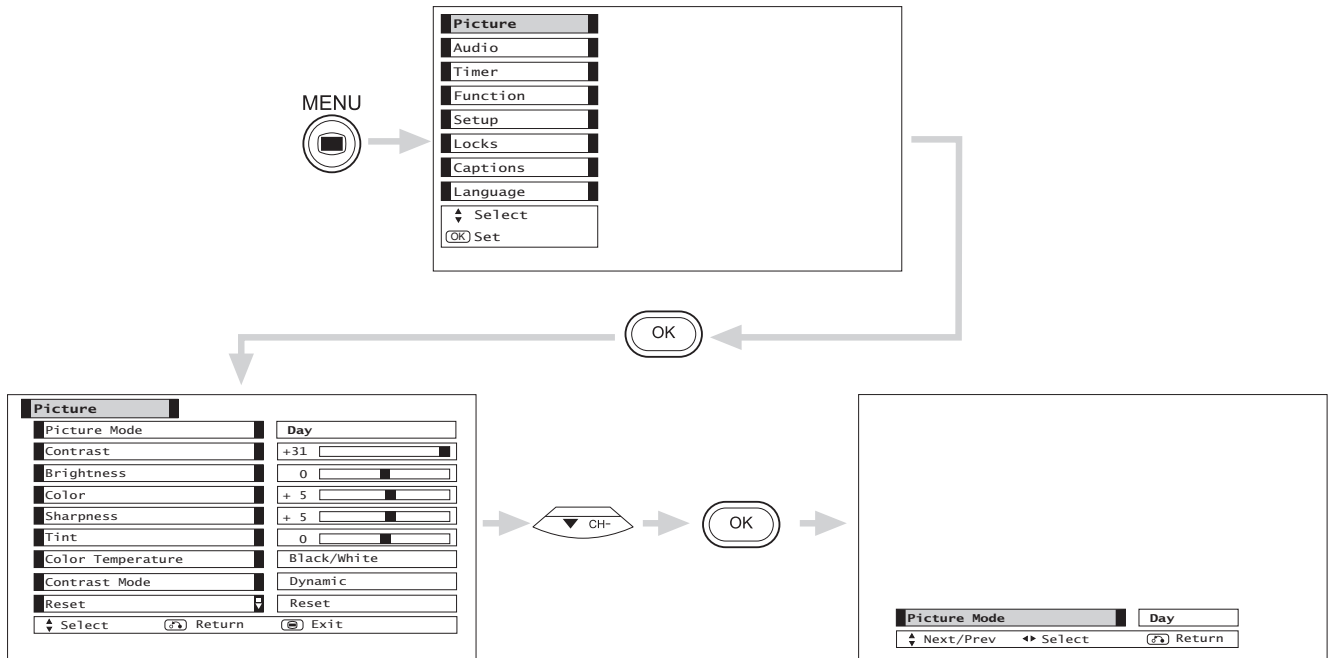 MENU
Picture
Audio
Timer
Function
Setup
Locks
Captions
Language
Select
OK Set
OK
Picture
Picture Mode Day
Contrast +31
Brightness 0
Color + 5
Sharpness + 5
Tint 0
Color Temperature Black/White
Contrast Mode Dynamic
Reset Reset
Select Return Exit
CH-
OK
Picture Mode Day
Next/Prev Select Return